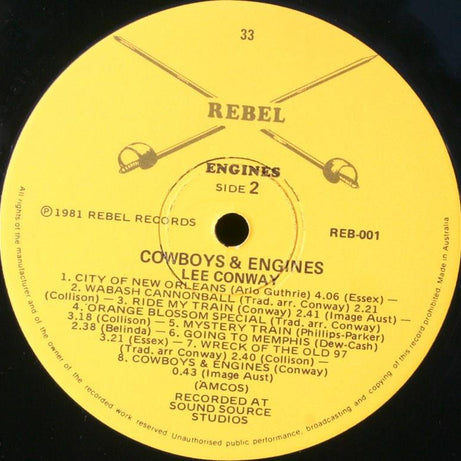 33
REBEL
ENGINES
SIDE 2
℗ 1981 REBEL RECORDS
REB-001
COWBOYS & ENGINES
LEE CONWAY
1. CITY OF NEW ORLEANS (Arlo Guthrie) 4.06 (Essex) —
2. WABASH CANNONBALL (Trad. arr. Conway) 2.21
(Collison) — 3. RIDE MY TRAIN (Conway) 2.41 (Image Aust) —
4. ORANGE BLOSSOM SPECIAL (Trad. arr. Conway)
3.18 (Collison) — 5. MYSTERY TRAIN (Phillips-Parker)
2.38 (Belinda) — 6. GOING TO MEMPHIS (Dew-Cash)
3.21 (Essex) — 7. WRECK OF THE OLD 97
(Trad. arr Conway) 2.40 (Collison) —
8. COWBOYS & ENGINES (Conway)
0.43 (Image Aust)
(AMCOS)
RECORDED AT
SOUND SOURCE
STUDIOS
All rights of the manufacturer and of the owner of the recorded work reserved Unauthorised public performance, broadcasting and copying of this record prohibited. Made in Australia